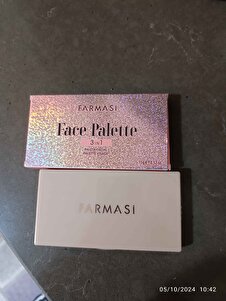 FARMASI
Face Palette
3 in 1
FARMASI
05/10/2024 10:42